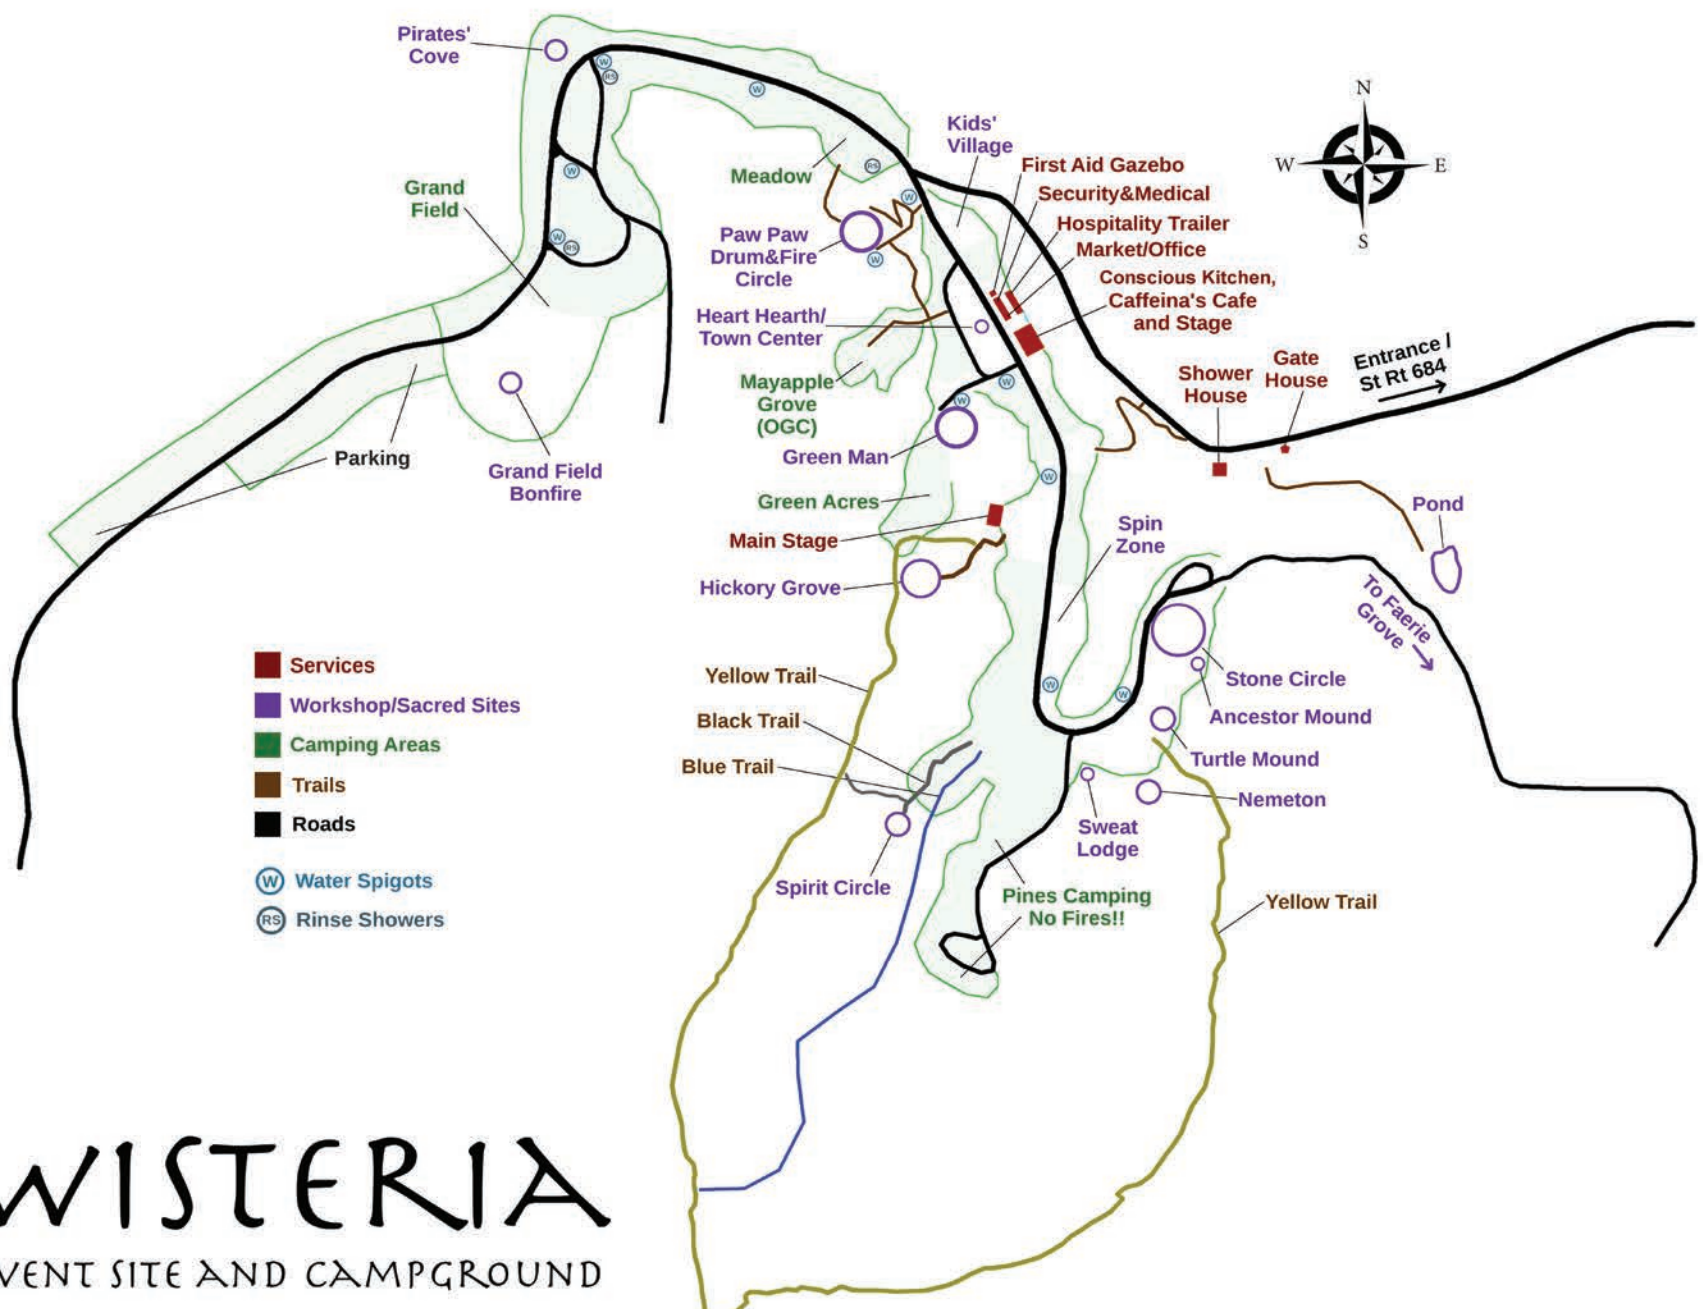 Pirates'
Cove
N
W
E
S
Kids'
Village
First Aid Gazebo
Security&Medical
Hospitality Trailer
Market/Office
Conscious Kitchen,
Caffeina's Cafe
and Stage
Meadow
Grand
Field
Paw Paw
Drum&Fire
Circle
Heart Hearth/
Town Center
Mayapple
Grove
(OGC)
Green Man
Entrance /
St Rt 684
Gate
House
Shower
House
Parking
Grand Field
Bonfire
Green Acres
Main Stage
Hickory Grove
Spin
Zone
Pond
To Faerie
Grove
Services
Workshop/Sacred Sites
Camping Areas
Trails
Roads
W Water Spigots
RS Rinse Showers
Yellow Trail
Black Trail
Blue Trail
Stone Circle
Ancestor Mound
Turtle Mound
Nemeton
Sweat
Lodge
Spirit Circle
Pines Camping
No Fires!!
Yellow Trail
W
RS
W
RS
W
W
W
RS
W
W
W
W
W
W
W
WISTERIA
VENT SITE AND CAMPGROUND